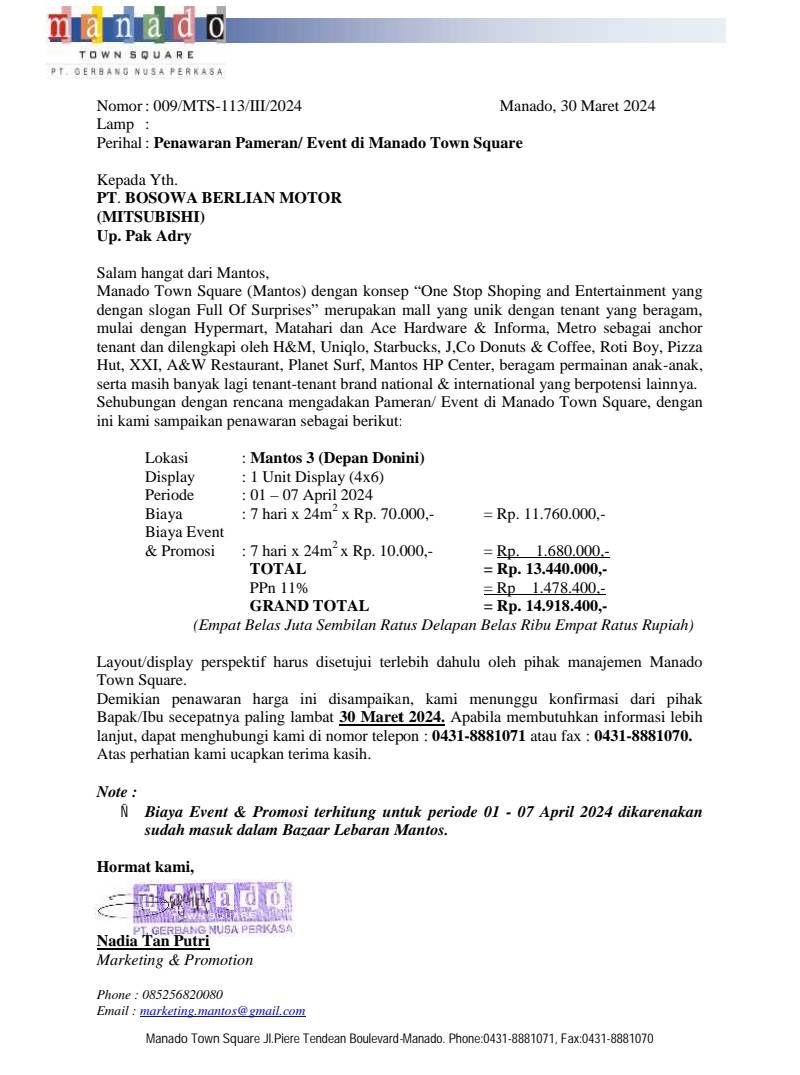 manado
TOWN SQUARE
PT. GERBANG NUSA PERKASA
Nomor : 009/MTS-113/III/2024 Manado, 30 Maret 2024
Lamp :
Perihal : Penawaran Pameran/ Event di Manado Town Square
Kepada Yth.
PT. BOSOWA BERLIAN MOTOR
(MITSUBISHI)
Up. Pak Adry
Salam hangat dari Mantos,
Manado Town Square (Mantos) dengan konsep “One Stop Shoping and Entertainment yang
dengan slogan Full Of Surprises” merupakan mall yang unik dengan tenant yang beragam,
mulai dengan Hypermart, Matahari dan Ace Hardware & Informa, Metro sebagai anchor
tenant dan dilengkapi oleh H&M, Uniqlo, Starbucks, J,Co Donuts & Coffee, Roti Boy, Pizza
Hut, XXI, A&W Restaurant, Planet Surf, Mantos HP Center, beragam permainan anak-anak,
serta masih banyak lagi tenant-tenant brand national & international yang berpotensi lainnya.
Sehubungan dengan rencana mengadakan Pameran/ Event di Manado Town Square, dengan
ini kami sampaikan penawaran sebagai berikut:
Lokasi : Mantos 3 (Depan Donini)
Display : 1 Unit Display (4x6)
Periode : 01 – 07 April 2024
Biaya : 7 hari x 24m² x Rp. 70.000,- = Rp. 11.760.000,-
Biaya Event
& Promosi : 7 hari x 24m² x Rp. 10.000,- = Rp. 1.680.000,-
TOTAL = Rp. 13.440.000,-
PPn 11% = Rp 1.478.400,-
GRAND TOTAL = Rp. 14.918.400,-
(Empat Belas Juta Sembilan Ratus Delapan Belas Ribu Empat Ratus Rupiah)
Layout/display perspektif harus disetujui terlebih dahulu oleh pihak manajemen Manado
Town Square.
Demikian penawaran harga ini disampaikan, kami menunggu konfirmasi dari pihak
Bapak/Ibu secepatnya paling lambat 30 Maret 2024. Apabila membutuhkan informasi lebih
lanjut, dapat menghubungi kami di nomor telepon : 0431-8881071 atau fax : 0431-8881070.
Atas perhatian kami ucapkan terima kasih.
Note :
Ñ Biaya Event & Promosi terhitung untuk periode 01 - 07 April 2024 dikarenakan
sudah masuk dalam Bazaar Lebaran Mantos.
Hormat kami,
manado
TOWN SQUARE
PT. GERBANG NUSA PERKASA
Nadia Tan Putri
Marketing & Promotion
Phone : 085256820080
Email : marketing.mantos@gmail.com
Manado Town Square Jl.Piere Tendean Boulevard-Manado. Phone:0431-8881071, Fax:0431-8881070